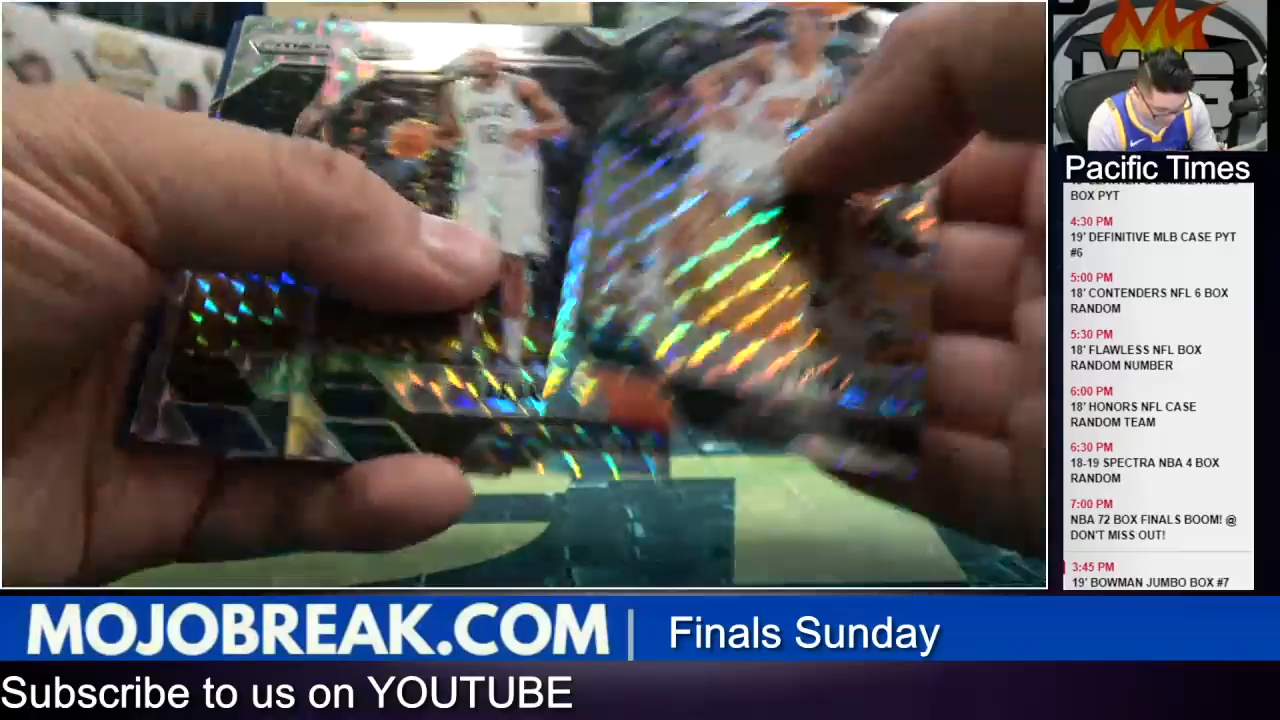 Pacific Times
BOX PYT
4:30 PM
19' DEFINITIVE MLB CASE PYT
#6
5:00 PM
18' CONTENDERS NFL 6 BOX
RANDOM
5:30 PM
18' FLAWLESS NFL BOX
RANDOM NUMBER
6:00 PM
18' HONORS NFL CASE
RANDOM TEAM
6:30 PM
18-19 SPECTRA NBA 4 BOX
RANDOM
7:00 PM
NBA 72 BOX FINALS BOOM! @
DON'T MISS OUT!
3:45 PM
19' BOWMAN JUMBO BOX #7
MOJOBREAK.COM | Finals Sunday
Subscribe to us on YOUTUBE